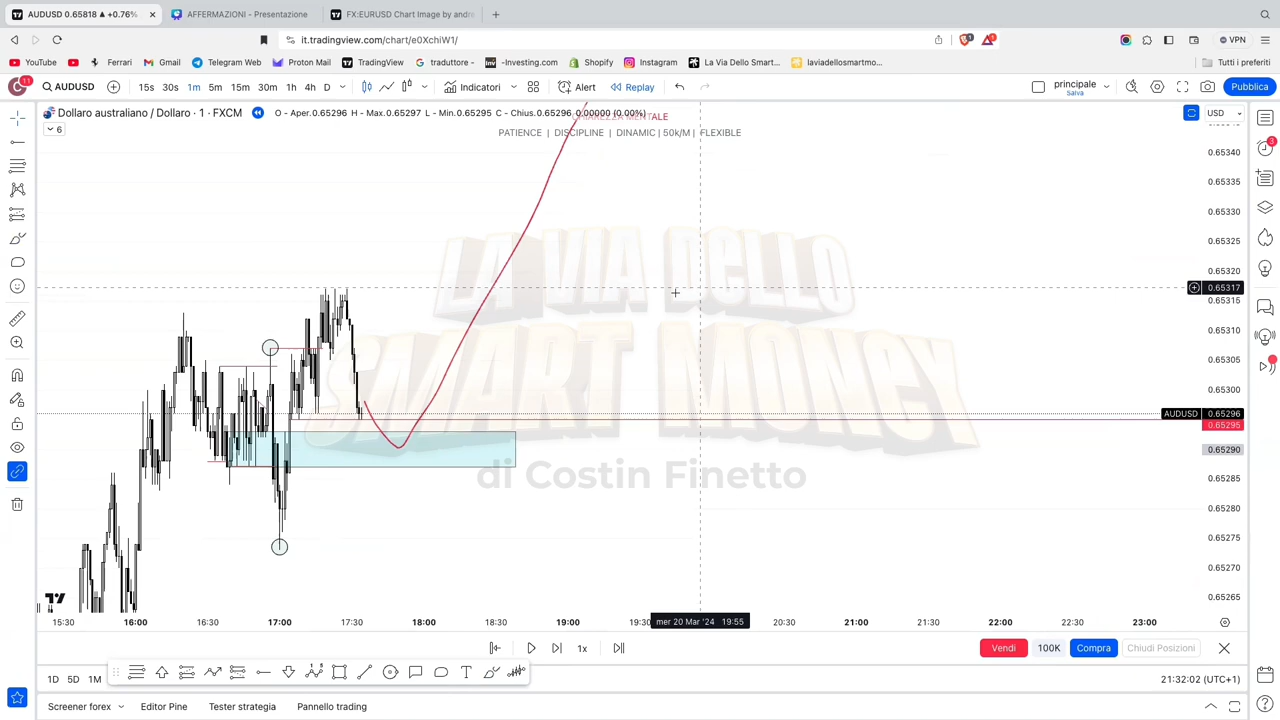 AUDUSD 0.65818 ▲ +0.76%
AFFERMAZIONI - Presentazione
FX:EURUSD Chart Image by andre
it.tradingview.com/chart/e0XchiW1/
VPN
YouTube
Ferrari
Gmail
Telegram Web
Proton Mail
TradingView
traduttore -
-Investing.com
Shopify
Instagram
La Via Dello Smart...
laviadellosmartmo...
Tutti i preferiti
11
AUDUSD
15s 30s 1m 5m 15m 30m 1h 4h D
Indicatori
Alert
Replay
principale
Salva
Pubblica
Dollaro australiano / Dollaro · 1 · FXCM
O - Aper.0.65296 H - Max.0.65297 L - Min.0.65295 C - Chius.0.65296 0.00000 (0.00%)
USD
6
PATIENCE | DISCIPLINE | DINAMIC | 50k/M | FLEXIBLE
0.65340
0.65335
0.65330
0.65325
0.65320
0.65317
0.65315
0.65310
0.65305
0.65300
AUDUSD 0.65296
0.65295
0.65290
0.65285
0.65280
0.65275
0.65270
0.65265
LA VIA DELLO
SMART MONEY
di Costin Finetto
15:30 16:00 16:30 17:00 17:30 18:00 18:30 19:00 19:30 mer 20 Mar '24 19:55 20:30 21:00 21:30 22:00 22:30 23:00
1x
Vendi
100K
Compra
Chiudi Posizioni
1D 5D 1M
21:32:02 (UTC+1)
Screener forex
Editor Pine
Tester strategia
Pannello trading